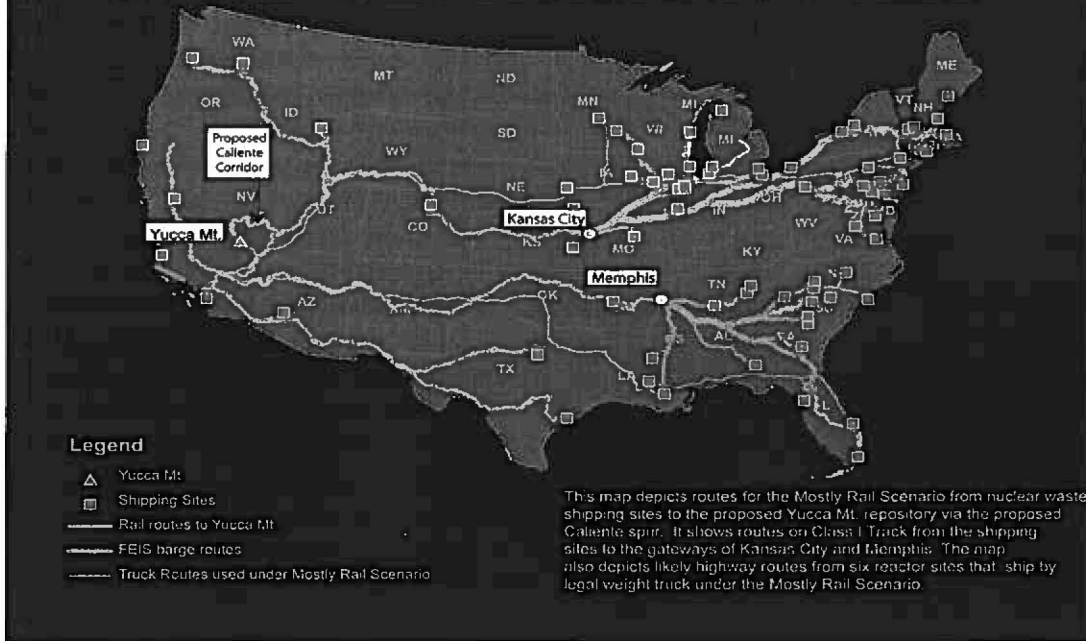 WA
ME
MT
ND
VT
NH
OR
ID
MN
MI
SD
WI
MI
Proposed
Caliente
Corridor
WY
IA
NE
NV
UT
OH
IN
Kansas City
WV
CO
Yucca Mt.
KS
MO
VA
KY
Memphis
TN
OK
AZ
AL
TX
LA
Legend
Yucca Mt.
Shipping Sites
Rail routes to Yucca Mt.
FEIS barge routes
Truck Routes used under Mostly Rail Scenario
This map depicts routes for the Mostly Rail Scenario from nuclear waste
shipping sites to the proposed Yucca Mt. repository via the proposed
Caliente spur. It shows routes on Class I Track from the shipping
sites to the gateways of Kansas City and Memphis. The map
also depicts likely highway routes from six reactor sites that ship by
legal weight truck under the Mostly Rail Scenario.